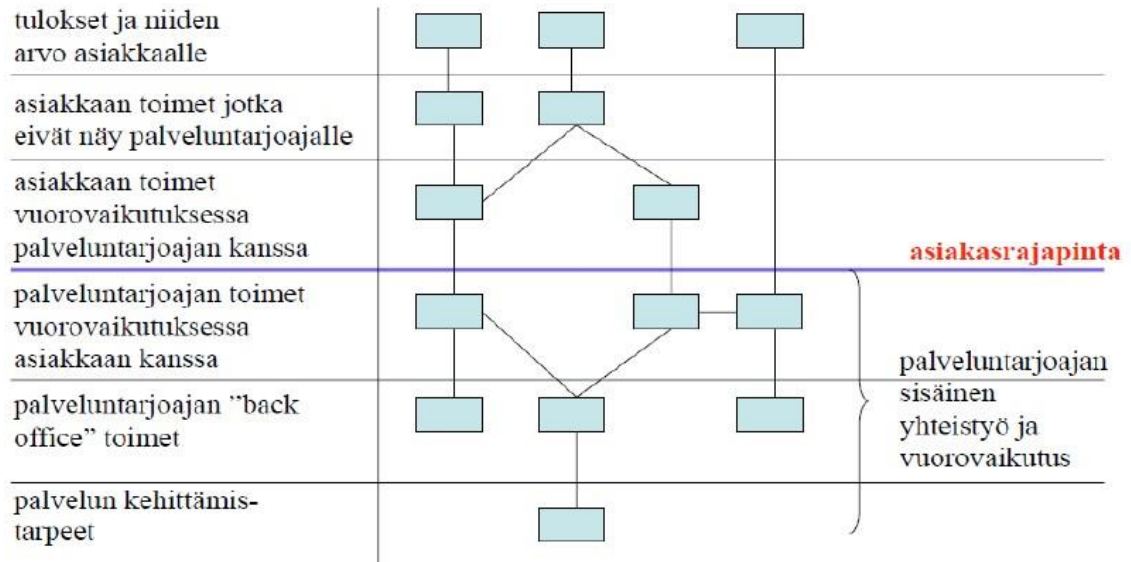 tulokset ja niiden
arvo asiakkaalle
asiakkaan toimet jotka
eivät näy palveluntarjoajalle
asiakkaan toimet
vuorovaikutuksessa
palveluntarjoajan kanssa
asiakasrajapinta
palveluntarjoajan toimet
vuorovaikutuksessa
asiakkaan kanssa
palveluntarjoajan ”back
office” toimet
palveluntarjoajan
sisäinen
yhteistyö ja
vuorovaikutus
palvelun kehittämis-
tarpeet